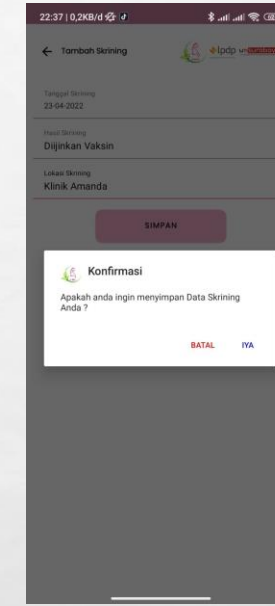 22:37 | 0,2KB/d
Tambah Skrining
lpdp
Tanggal Skrining
23-04-2022
Hasil Skrining
Diijinkan Vaksin
Lokasi Skrining
Klinik Amanda
SIMPAN
Konfirmasi
Apakah anda ingin menyimpan Data Skrining
Anda ?
BATAL IYA